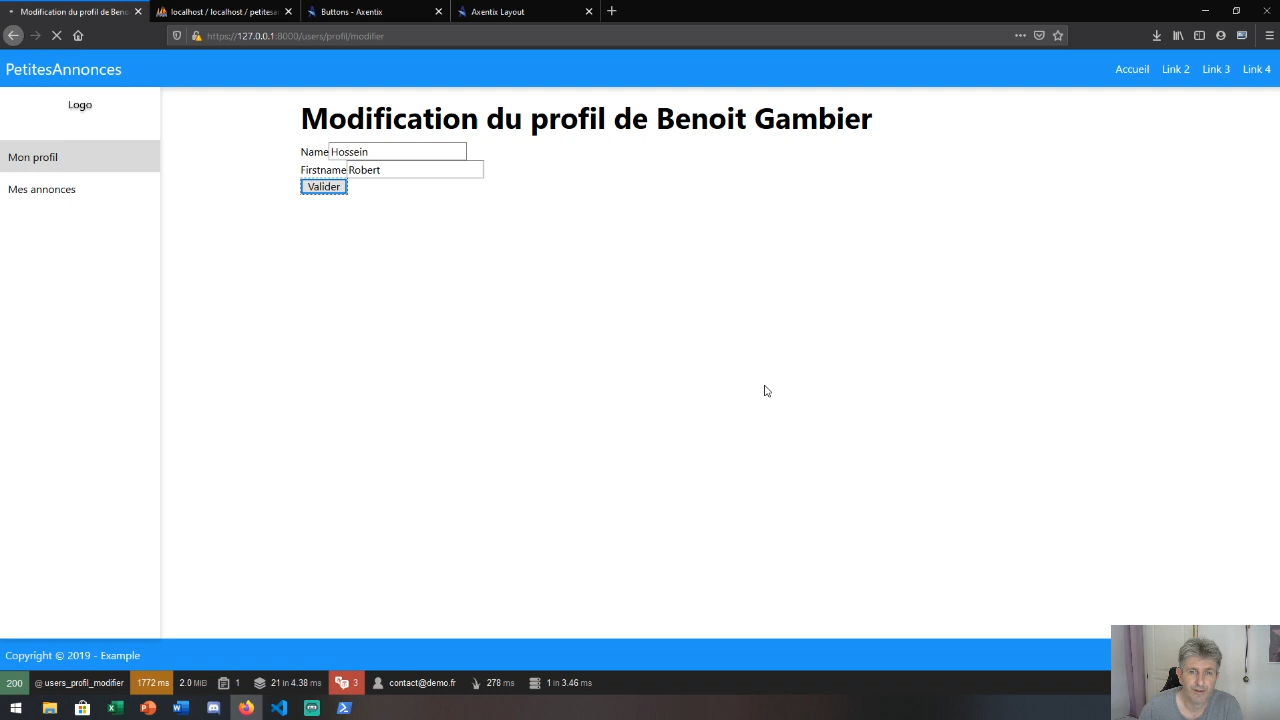 Modification du profil de Beno
localhost / localhost / petitesa
Buttons - Axentix
Axentix Layout
https://127.0.0.1:8000/users/profil/modifier
PetitesAnnonces
Accueil Link 2 Link 3 Link 4
Logo
Mon profil
Mes annonces
Modification du profil de Benoit Gambier
Name Hossein
Firstname Robert
Valider
Copyright © 2019 - Example
200 @ users_profil_modifier 1772 ms 2.0 MiB 1 21 in 4.38 ms 3 contact@demo.fr 278 ms 1 in 3.46 ms